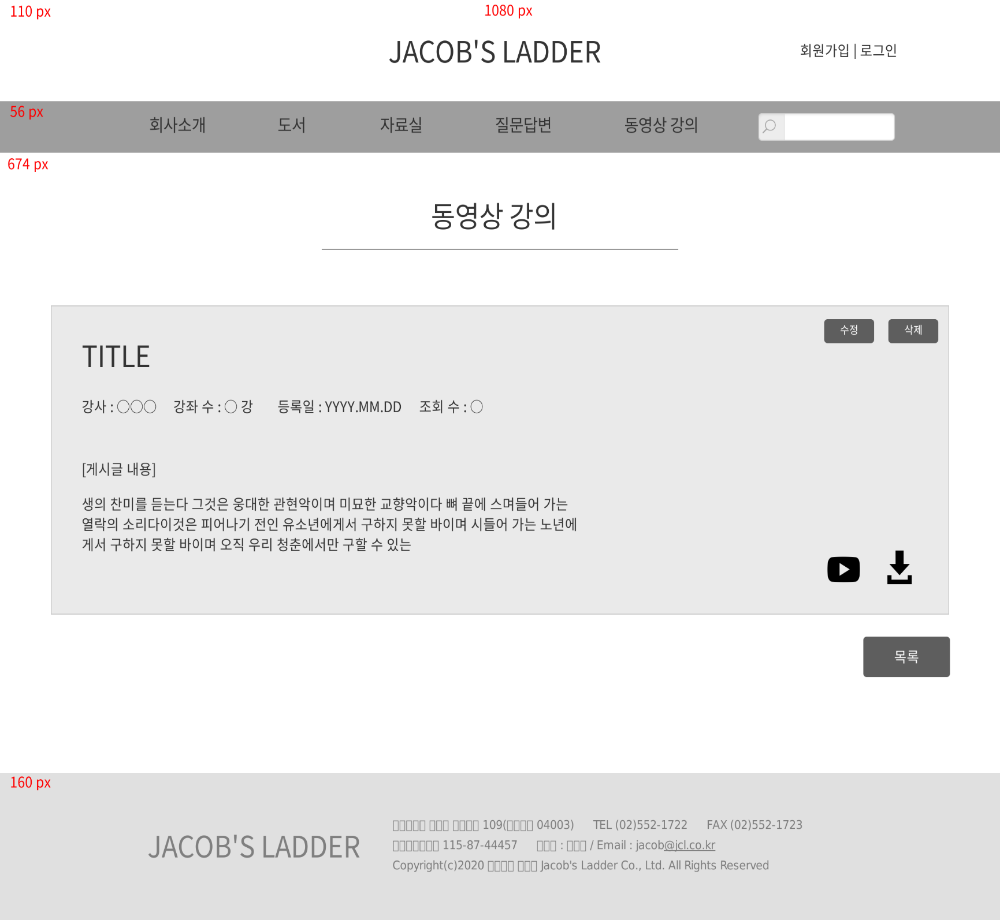 110 px
1080 px
JACOB'S LADDER
회원가입 | 로그인
56 px
회사소개 도서 자료실 질문답변 동영상 강의
674 px
동영상 강의
수정 삭제
TITLE
강사 : ○○○ 강좌 수 : ○ 강 등록일 : YYYY.MM.DD 조회 수 : ○
[게시글 내용]
생의 찬미를 듣는다 그것은 웅대한 관현악이며 미묘한 교향악이다 뼈 끝에 스며들어 가는
열락의 소리다이것은 피어나기 전인 유소년에게서 구하지 못할 바이며 시들어 가는 노년에
게서 구하지 못할 바이며 오직 우리 청춘에서만 구할 수 있는
목록
160 px
JACOB'S LADDER
109( 04003) TEL (02)552-1722 FAX (02)552-1723
115-87-44457 : / Email : jacob@jcl.co.kr
Copyright(c)2020 Jacob's Ladder Co., Ltd. All Rights Reserved